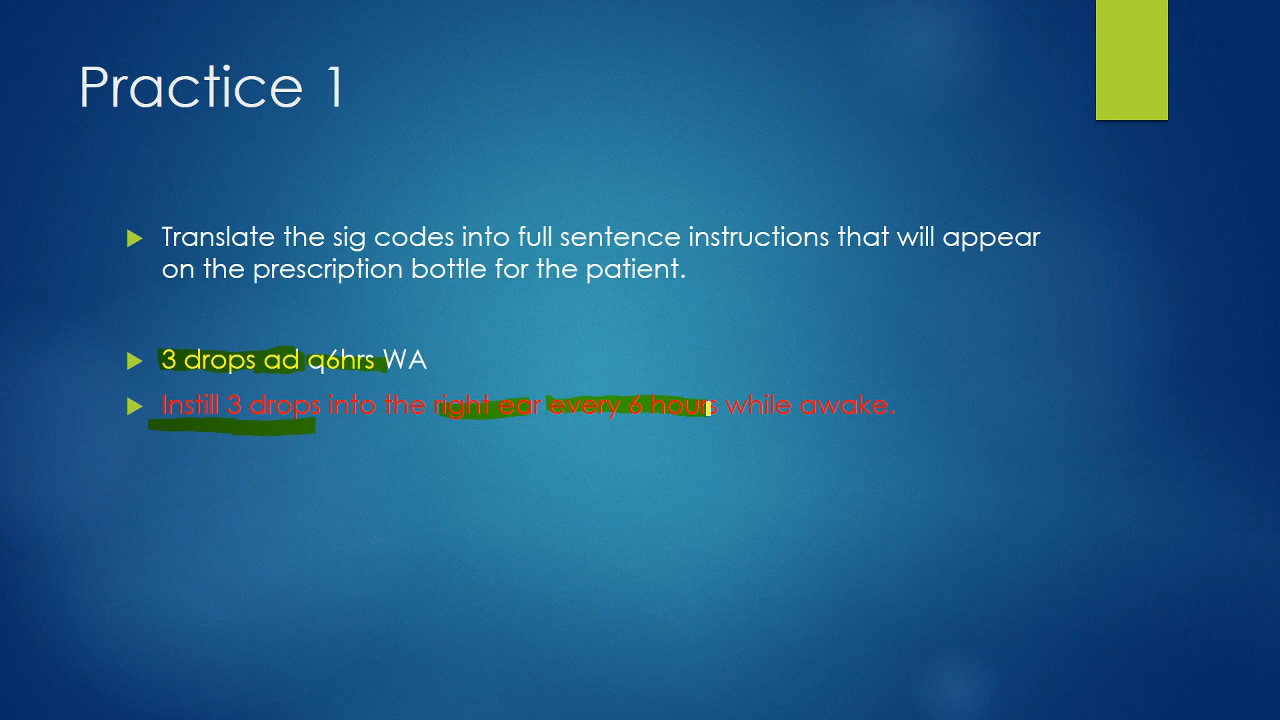 Practice 1
Translate the sig codes into full sentence instructions that will appear
on the prescription bottle for the patient.
3 drops ad q6hrs WA
Instill 3 drops into the right ear every 6 hours while awake.